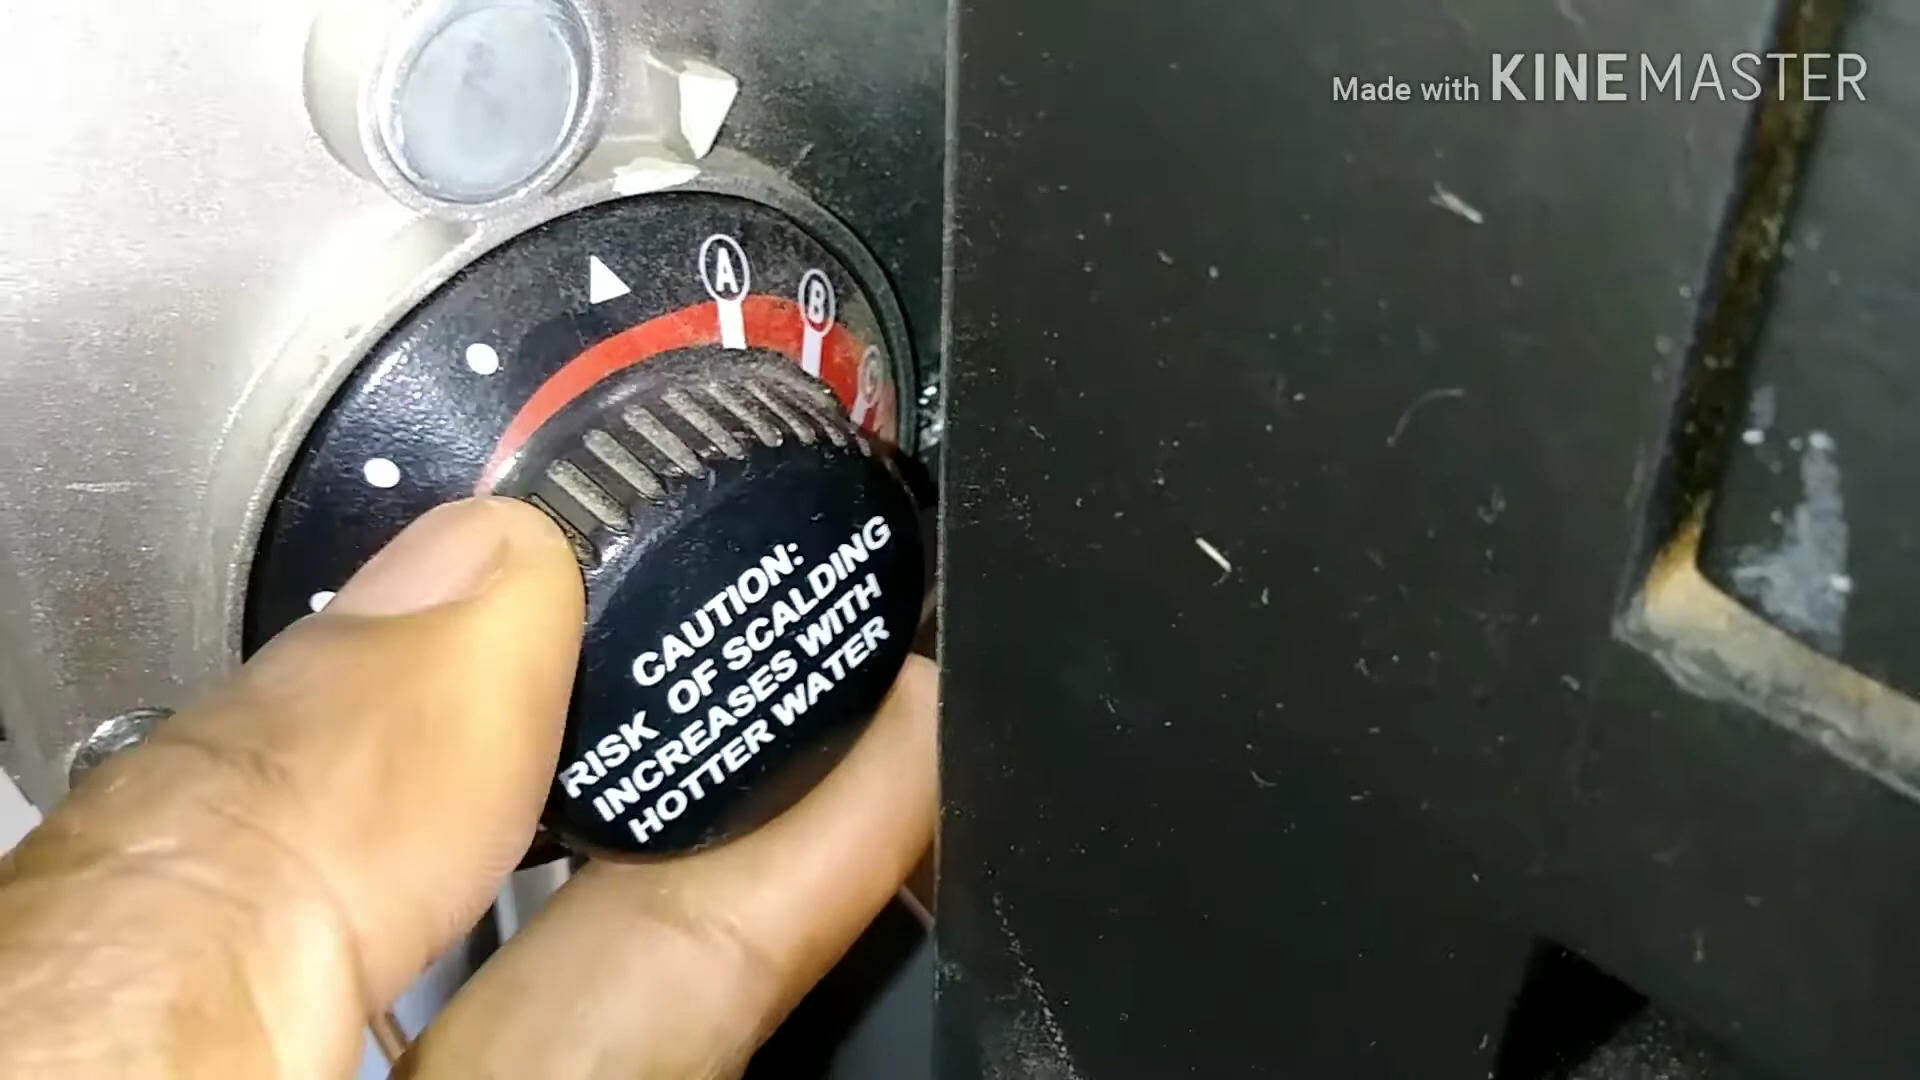 Made with KINEMASTER
A
B
C
CAUTION:
RISK OF SCALDING
INCREASES WITH
HOTTER WATER